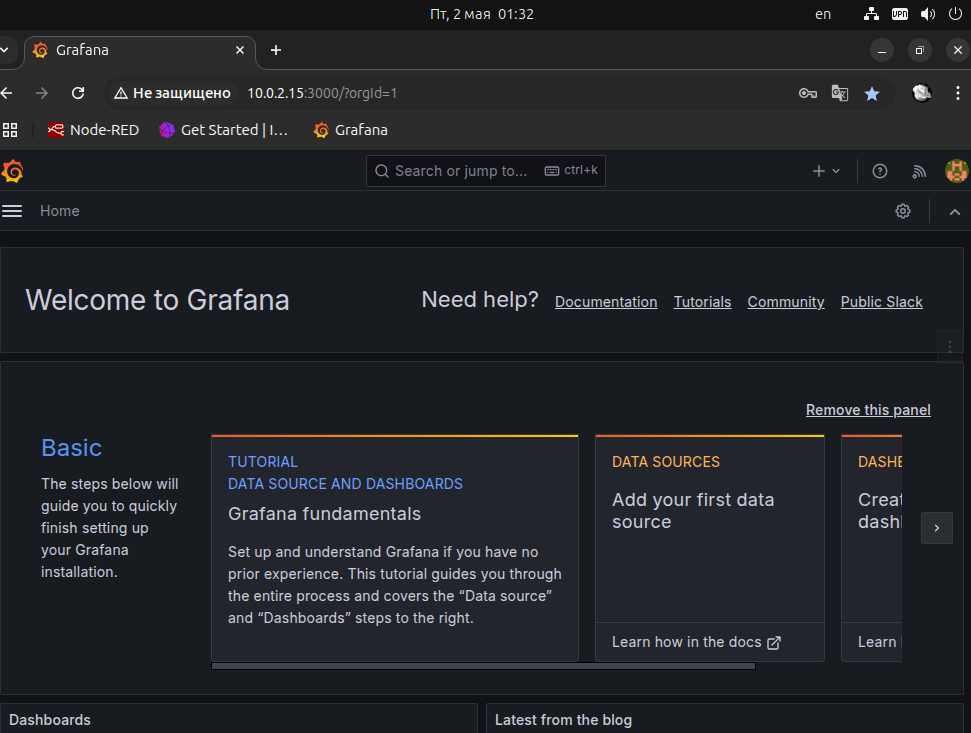 Пт, 2 мая 01:32
en
VPN
Grafana
Не защищено 10.0.2.15:3000/?orgId=1
Node-RED
Get Started | I...
Grafana
Search or jump to... ctrl+k
Home
Welcome to Grafana
Need help? Documentation Tutorials Community Public Slack
Remove this panel
Basic
The steps below will
guide you to quickly
finish setting up
your Grafana
installation.
TUTORIAL
DATA SOURCE AND DASHBOARDS
Grafana fundamentals
Set up and understand Grafana if you have no
prior experience. This tutorial guides you through
the entire process and covers the “Data source”
and “Dashboards” steps to the right.
DATA SOURCES
Add your first data
source
Learn how in the docs
DASHB
Creat
dashl
Learn
Dashboards
Latest from the blog